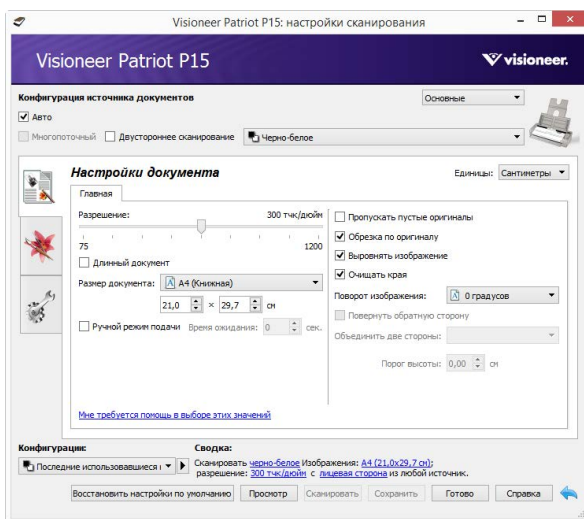 Visioneer Patriot P15: настройки сканирования
Visioneer Patriot P15
visioneer.
Конфигурация источника документов
Основные
Авто
Многопоточный Двустороннее сканирование Черно-белое
Настройки документа
Единицы: Сантиметры
Главная
Разрешение: 300 тчк/дюйм
75 1200
Длинный документ
Размер документа: A4 (Книжная)
21,0 × 29,7 см
Ручной режим подачи Время ожидания: 0 сек.
Пропускать пустые оригиналы
Обрезка по оригиналу
Выровнять изображение
Очищать края
Поворот изображения: 0 градусов
Повернуть обратную сторону
Объединить две стороны:
Порог высоты: 0,00 см
Мне требуется помощь в выборе этих значений
Конфигурации: Сводка:
Последние использовавшиеся Сканировать черно-белое Изображения: A4 (21,0x29,7 см);
разрешение: 300 тчк/дюйм с лицевая сторона из любой источник.
Восстановить настройки по умолчанию Просмотр Сканировать Сохранить Готово Справка